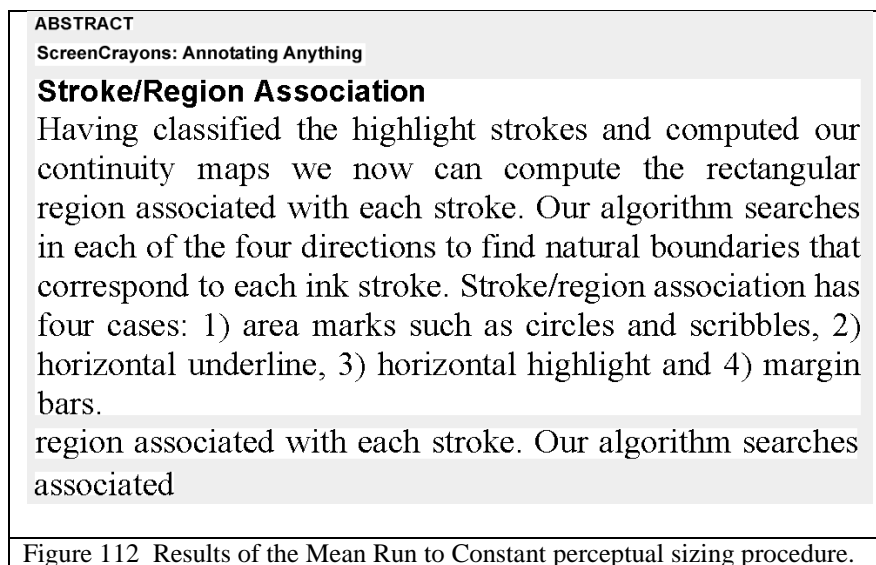 ABSTRACT
ScreenCrayons: Annotating Anything
Stroke/Region Association
Having classified the highlight strokes and computed our
continuity maps we now can compute the rectangular
region associated with each stroke. Our algorithm searches
in each of the four directions to find natural boundaries that
correspond to each ink stroke. Stroke/region association has
four cases: 1) area marks such as circles and scribbles, 2)
horizontal underline, 3) horizontal highlight and 4) margin
bars.
region associated with each stroke. Our algorithm searches
associated
Figure 112 Results of the Mean Run to Constant perceptual sizing procedure.